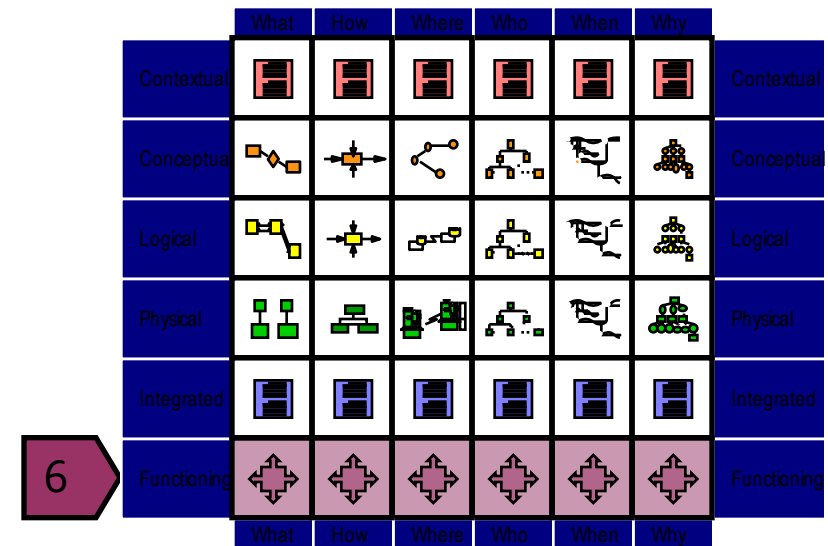 What How Where Who When Why
Contextual Contextual
Conceptual Conceptual
Logical Logical
Physical Physical
Integrated Integrated
6 Functioning Functioning
What How Where Who When Why